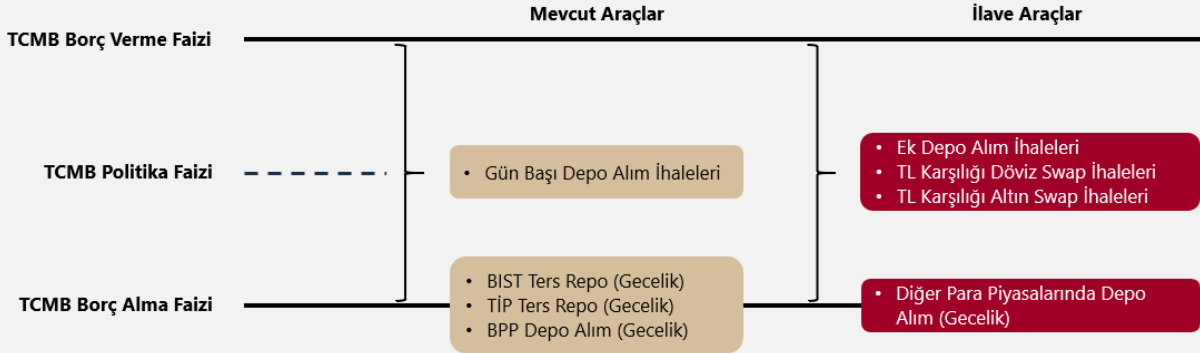 Mevcut Araçlar
İlave Araçlar
TCMB Borç Verme Faizi
TCMB Politika Faizi
• Gün Başı Depo Alım İhaleleri
• Ek Depo Alım İhaleleri
• TL Karşılığı Döviz Swap İhaleleri
• TL Karşılığı Altın Swap İhaleleri
TCMB Borç Alma Faizi
• BIST Ters Repo (Gecelik)
• TİP Ters Repo (Gecelik)
• BPP Depo Alım (Gecelik)
• Diğer Para Piyasalarında Depo
Alım (Gecelik)